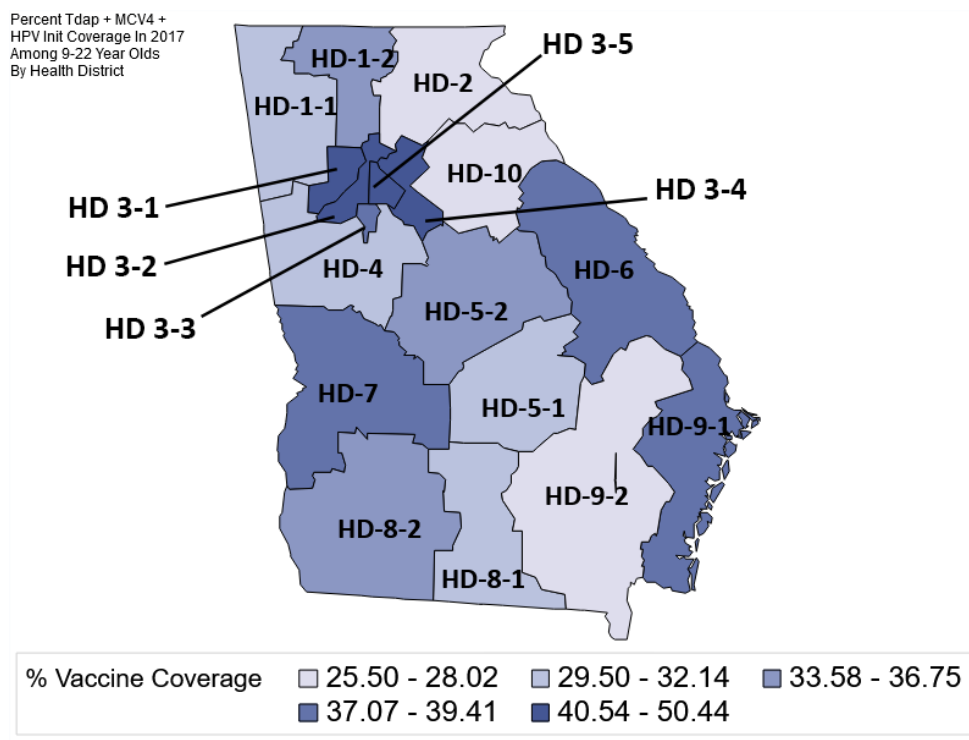 Percent Tdap + MCV4 +
HPV Init Coverage In 2017
Among 9-22 Year Olds
By Health District
HD 3-5
HD-1-2
HD-2
HD-1-1
HD-10
HD 3-4
HD 3-1
HD 3-2
HD-4
HD-6
HD-5-2
HD 3-3
HD-7
HD-5-1
HD-9-1
HD-9-2
HD-8-2
HD-8-1
% Vaccine Coverage 25.50 - 28.02 29.50 - 32.14 33.58 - 36.75
37.07 - 39.41 40.54 - 50.44